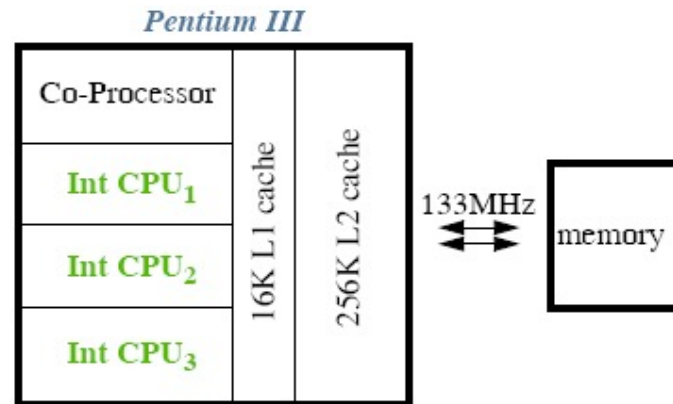 Pentium III
Co-Processor
Int CPU1
Int CPU2
Int CPU3
16K L1 cache
256K L2 cache
133MHz
memory